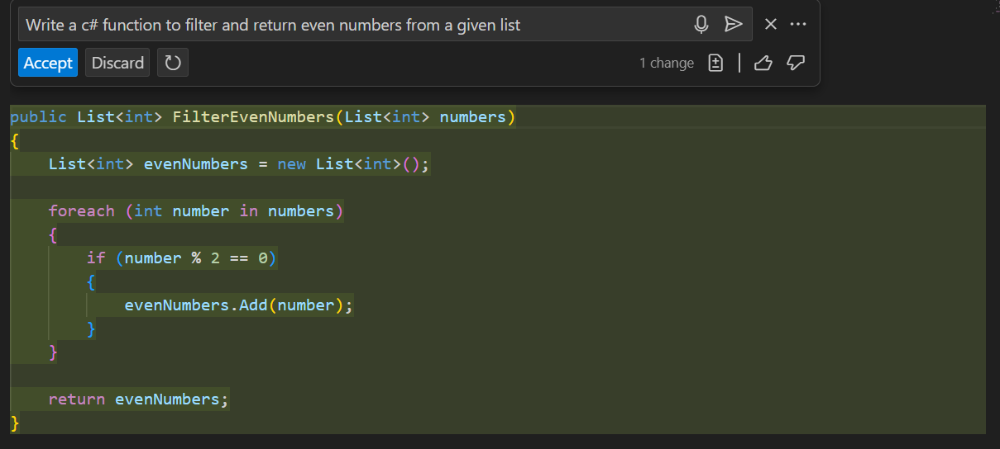 Write a c# function to filter and return even numbers from a given list
Accept Discard 1 change
public List<int> FilterEvenNumbers(List<int> numbers)
{
    List<int> evenNumbers = new List<int>();
    foreach (int number in numbers)
    {
        if (number % 2 == 0)
        {
            evenNumbers.Add(number);
        }
    }
    return evenNumbers;
}